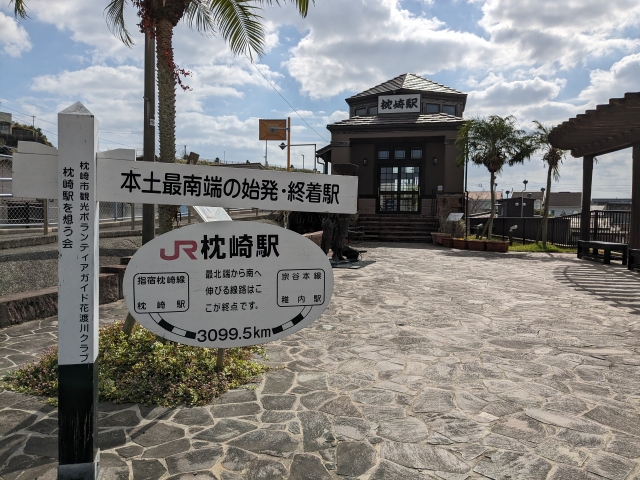 枕崎駅
本土最南端の始発・終着駅
JR枕崎駅
指宿枕崎線
枕崎駅
最北端から南へ
伸びる線路はこ
こが終点です。
宗谷本線
稚内駅
3099.5km
枕崎市観光ボランティアガイド花渡川クラブ
枕崎駅を想う会